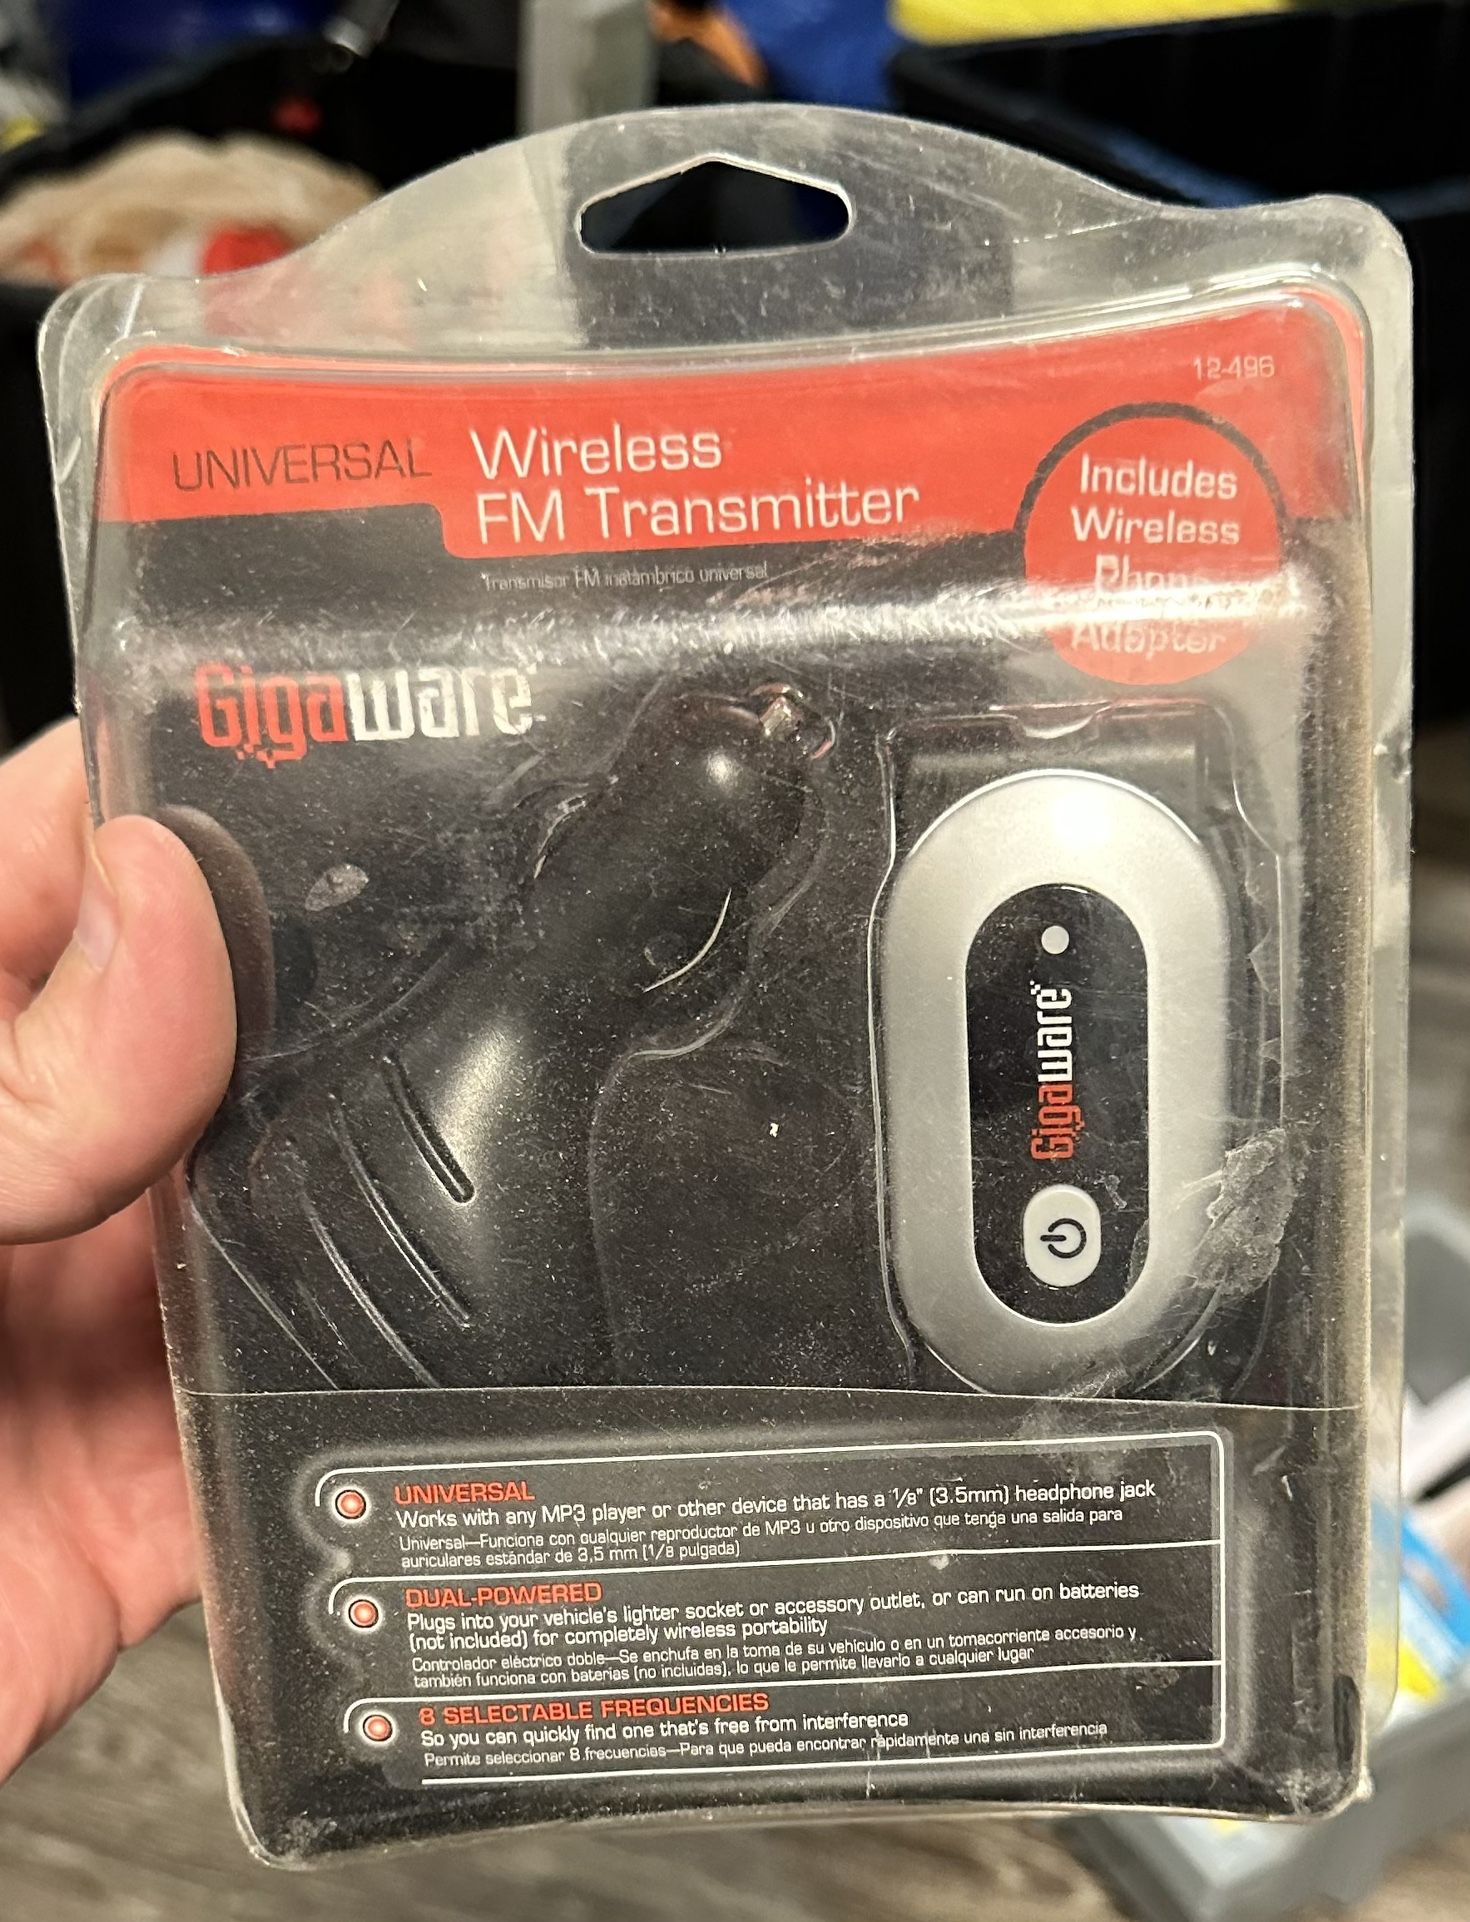 12-496
UNIVERSAL
Wireless
FM Transmitter
Transmisor FM inalámbrico universal
Includes
Wireless
Phone
Adapter
Gigaware
Gigaware
UNIVERSAL
Works with any MP3 player or other device that has a 1/8" (3.5mm) headphone jack
Universal—Funciona con cualquier reproductor de MP3 u otro dispositivo que tenga una salida para
auriculares estándar de 3,5 mm (1/8 pulgada)
DUAL-POWERED
Plugs into your vehicle's lighter socket or accessory outlet, or can run on batteries
(not included) for completely wireless portability
Controlador eléctrico doble—Se enchufa en la toma de su vehículo o en un tomacorriente accesorio y
también funciona con baterías (no incluidas), lo que le permite llevarlo a cualquier lugar
8 SELECTABLE FREQUENCIES
So you can quickly find one that's free from interference
Permite seleccionar 8 frecuencias—Para que pueda encontrar rápidamente una sin interferencia